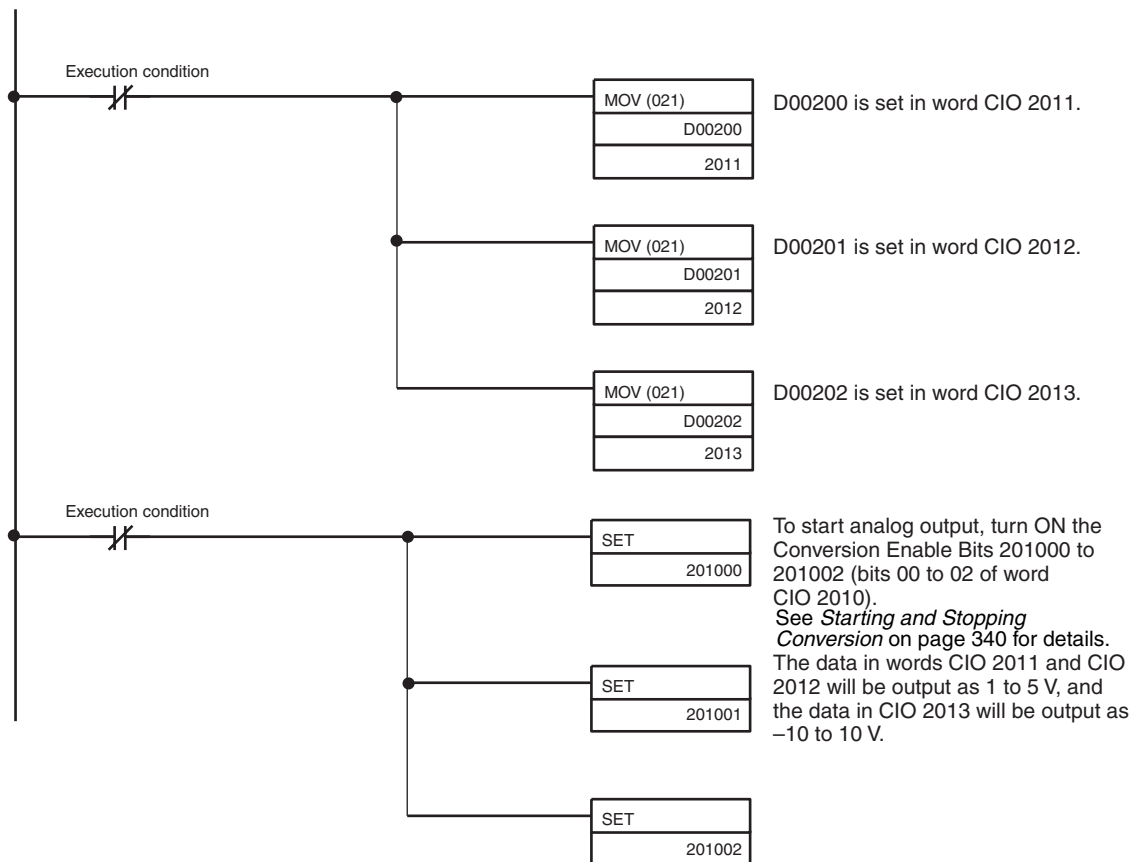 Execution condition
MOV (021)
D00200
2011
D00200 is set in word CIO 2011.
MOV (021)
D00201
2012
D00201 is set in word CIO 2012.
MOV (021)
D00202
2013
D00202 is set in word CIO 2013.
Execution condition
SET
201000
To start analog output, turn ON the
Conversion Enable Bits 201000 to
201002 (bits 00 to 02 of word
CIO 2010).
See Starting and Stopping
Conversion on page 340 for details.
The data in words CIO 2011 and CIO
2012 will be output as 1 to 5 V, and
the data in CIO 2013 will be output as
–10 to 10 V.
SET
201001
SET
201002